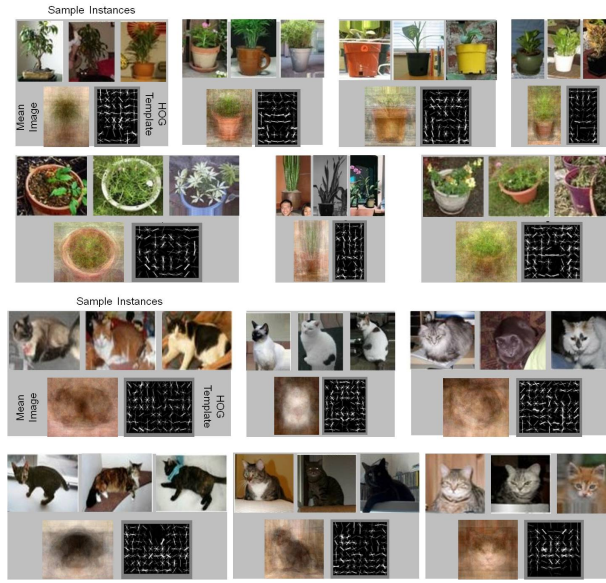 Sample Instances
Mean
Image
HOG
Template
Sample Instances
Mean
Image
HOG
Template